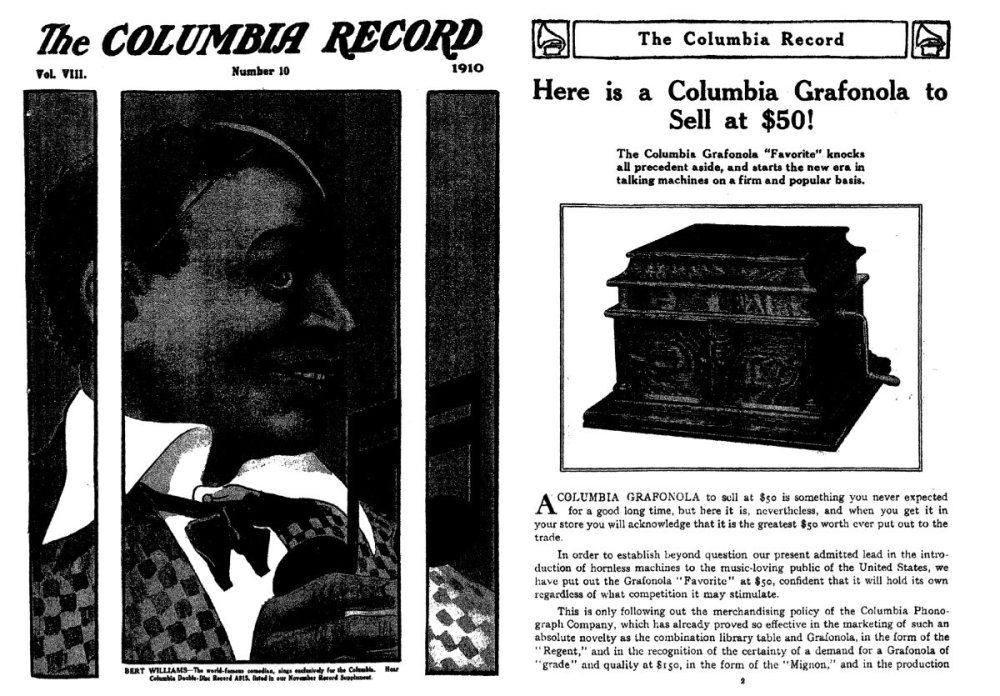 The COLUMBIA RECORD
Vol. VIII.
Number 10
1910
BERT WILLIAMS—The world-famous comedian, sings exclusively for the Columbia. Hear
Columbia Double-Disc Record A915, listed in our November Record Supplement.
The Columbia Record
Here is a Columbia Grafonola to
Sell at $50!
The Columbia Grafonola "Favorite" knocks
all precedent aside, and starts the new era in
talking machines on a firm and popular basis.
A COLUMBIA GRAFONOLA to sell at $50 is something you never expected
for a good long time, but here it is, nevertheless, and when you get it in
your store you will acknowledge that it is the greatest $50 worth ever put out to the
trade.
In order to establish beyond question our present admitted lead in the intro-
duction of hornless machines to the music-loving public of the United States, we
have put out the Grafonola "Favorite" at $50, confident that it will hold its own
regardless of what competition it may stimulate.
This is only following out the merchandising policy of the Columbia Phono-
graph Company, which has already proved so effective in the marketing of such an
absolute novelty as the combination library table and Grafonola, in the form of the
"Regent," and in the recognition of the certainty of a demand for a Grafonola of
"grade" and quality at $150, in the form of the "Mignon," and in the production
2